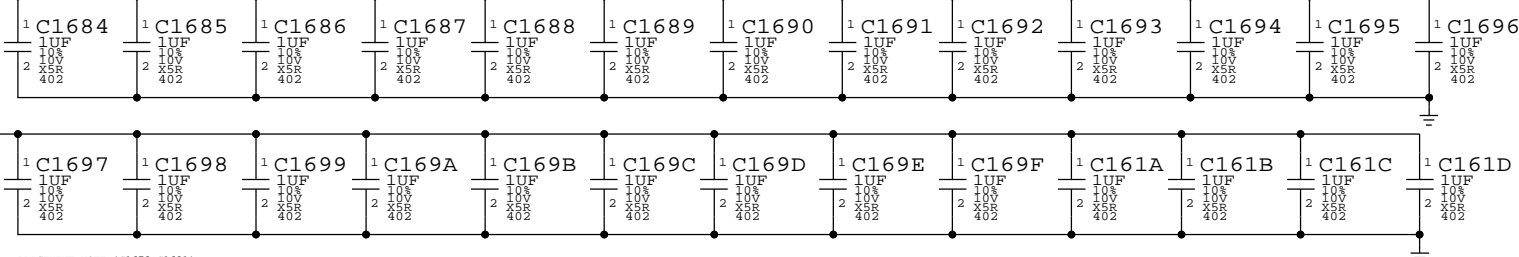 1 C1684 1 C1685 1 C1686 1 C1687 1 C1688 1 C1689 1 C1690 1 C1691 1 C1692 1 C1693 1 C1694 1 C1695 1 C1696
1UF 1UF 1UF 1UF 1UF 1UF 1UF 1UF 1UF 1UF 1UF 1UF 1UF
10% 10% 10% 10% 10% 10% 10% 10% 10% 10% 10% 10% 10%
10V 10V 10V 10V 10V 10V 10V 10V 10V 10V 10V 10V 10V
2 X5R 2 X5R 2 X5R 2 X5R 2 X5R 2 X5R 2 X5R 2 X5R 2 X5R 2 X5R 2 X5R 2 X5R 2 X5R
402 402 402 402 402 402 402 402 402 402 402 402 402
1 C1697 1 C1698 1 C1699 1 C169A 1 C169B 1 C169C 1 C169D 1 C169E 1 C169F 1 C161A 1 C161B 1 C161C 1 C161D
1UF 1UF 1UF 1UF 1UF 1UF 1UF 1UF 1UF 1UF 1UF 1UF 1UF
10% 10% 10% 10% 10% 10% 10% 10% 10% 10% 10% 10% 10%
10V 10V 10V 10V 10V 10V 10V 10V 10V 10V 10V 10V 10V
2 X5R 2 X5R 2 X5R 2 X5R 2 X5R 2 X5R 2 X5R 2 X5R 2 X5R 2 X5R 2 X5R 2 X5R 2 X5R
402 402 402 402 402 402 402 402 402 402 402 402 402